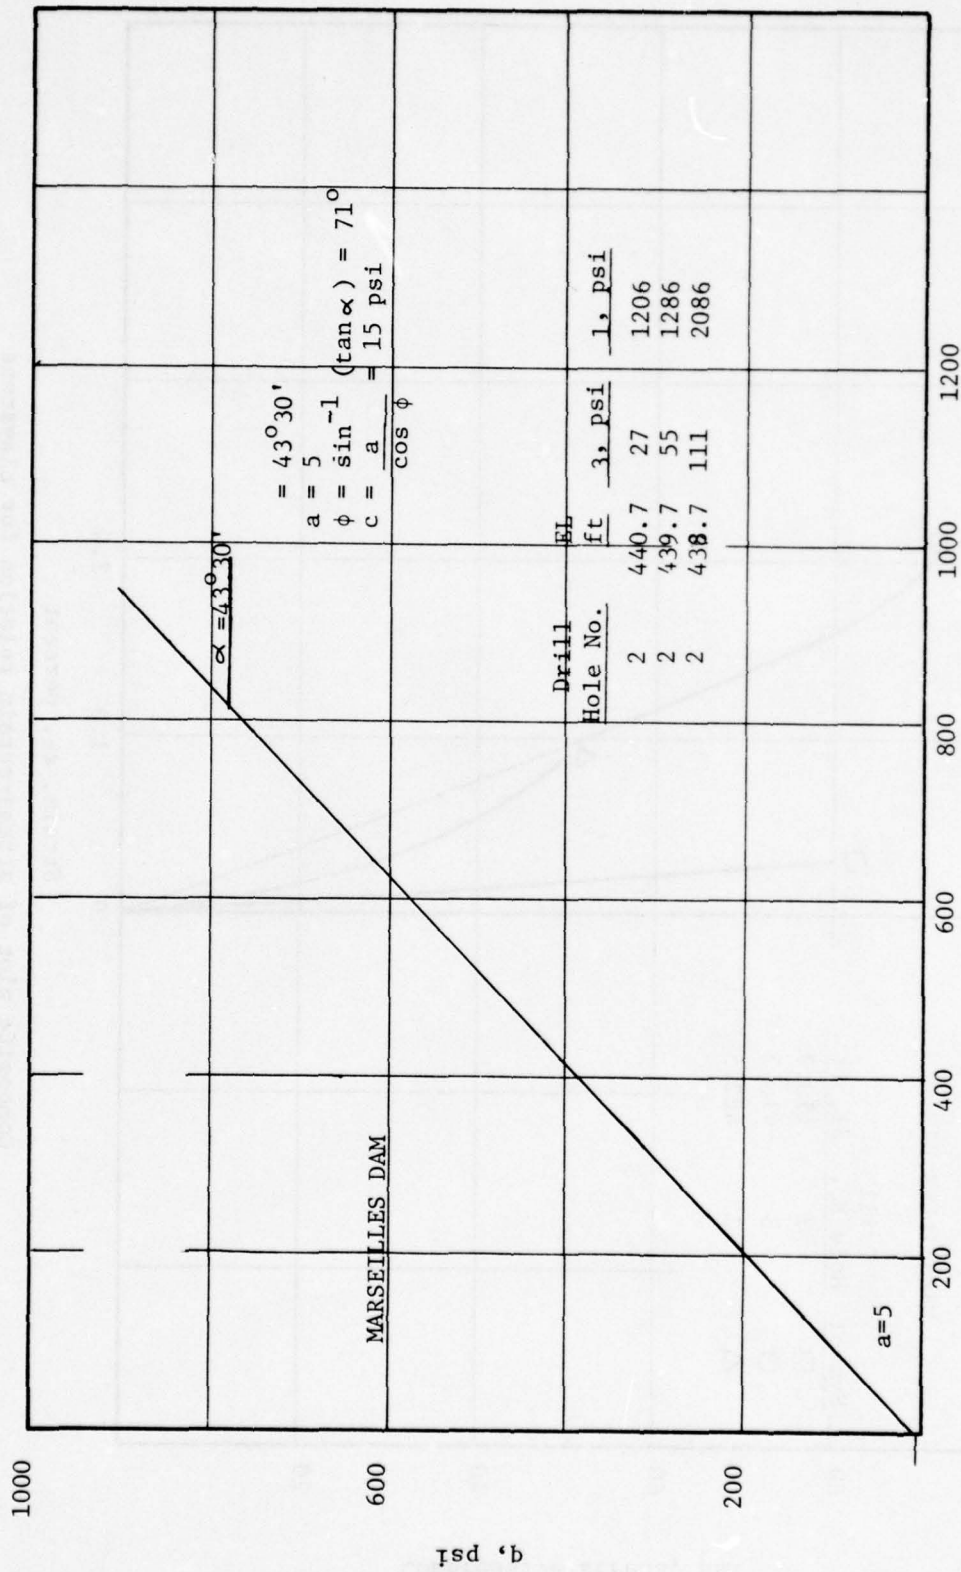 1000
600
200
q, psi
200
400
600
800
1000
1200
MARSEILLES DAM
a=5
α =43°30'
= 43°30'
a = 5
φ = sin⁻¹ (tan α) = 71°
c = a = 15 psi
cos φ
Drill EL
Hole No. ft 3, psi 1, psi
2 440.7 27 1206
2 439.7 55 1286
2 438.7 111 2086